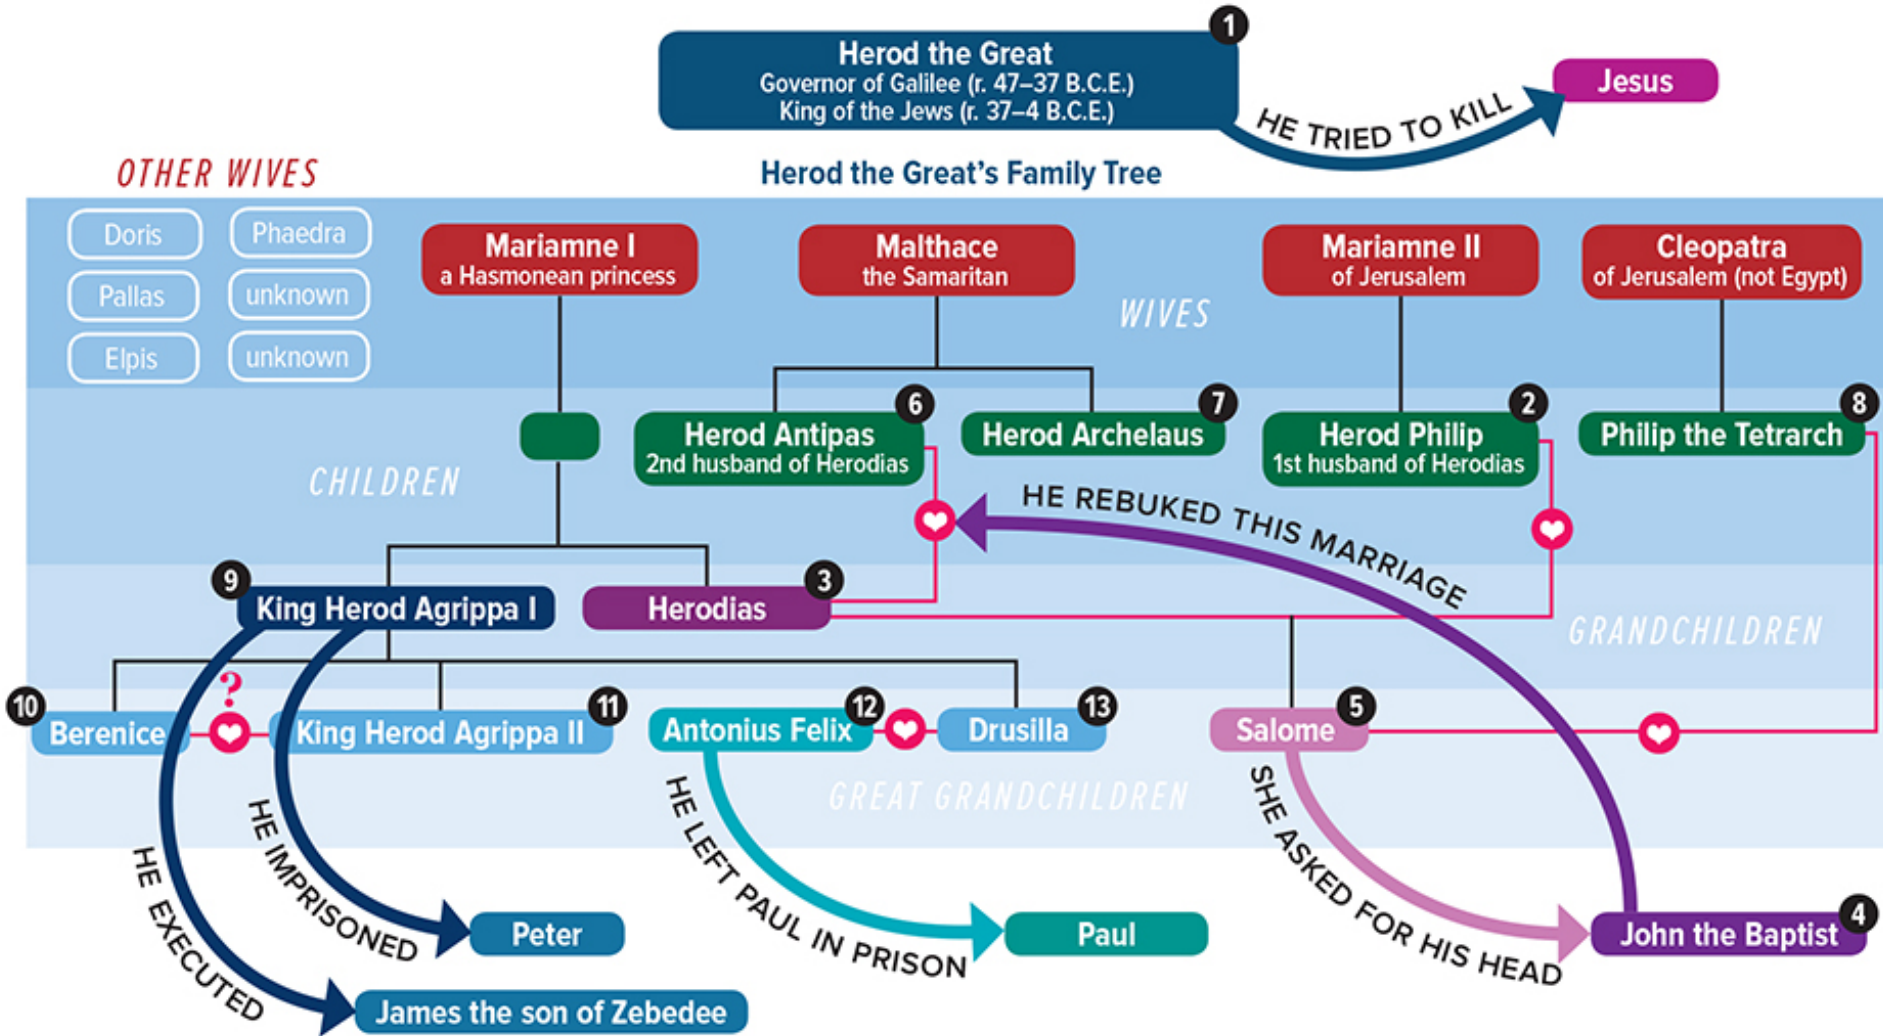 1
Herod the Great
Governor of Galilee (r. 47–37 B.C.E.)
King of the Jews (r. 37–4 B.C.E.)
Jesus
HE TRIED TO KILL
OTHER WIVES
Herod the Great's Family Tree
Doris
Phaedra
Pallas
unknown
Elpis
unknown
Mariamne I
a Hasmonean princess
Malthace
the Samaritan
Mariamne II
of Jerusalem
Cleopatra
of Jerusalem (not Egypt)
WIVES
6
Herod Antipas
2nd husband of Herodias
7
Herod Archelaus
2
Herod Philip
1st husband of Herodias
8
Philip the Tetrarch
CHILDREN
HE REBUKED THIS MARRIAGE
9
King Herod Agrippa I
3
Herodias
GRANDCHILDREN
10
Berenice
?
11
King Herod Agrippa II
12
Antonius Felix
13
Drusilla
5
Salome
GREAT GRANDCHILDREN
HE EXECUTED
HE IMPRISONED
HE LEFT PAUL IN PRISON
SHE ASKED FOR HIS HEAD
Peter
Paul
4
John the Baptist
James the son of Zebedee